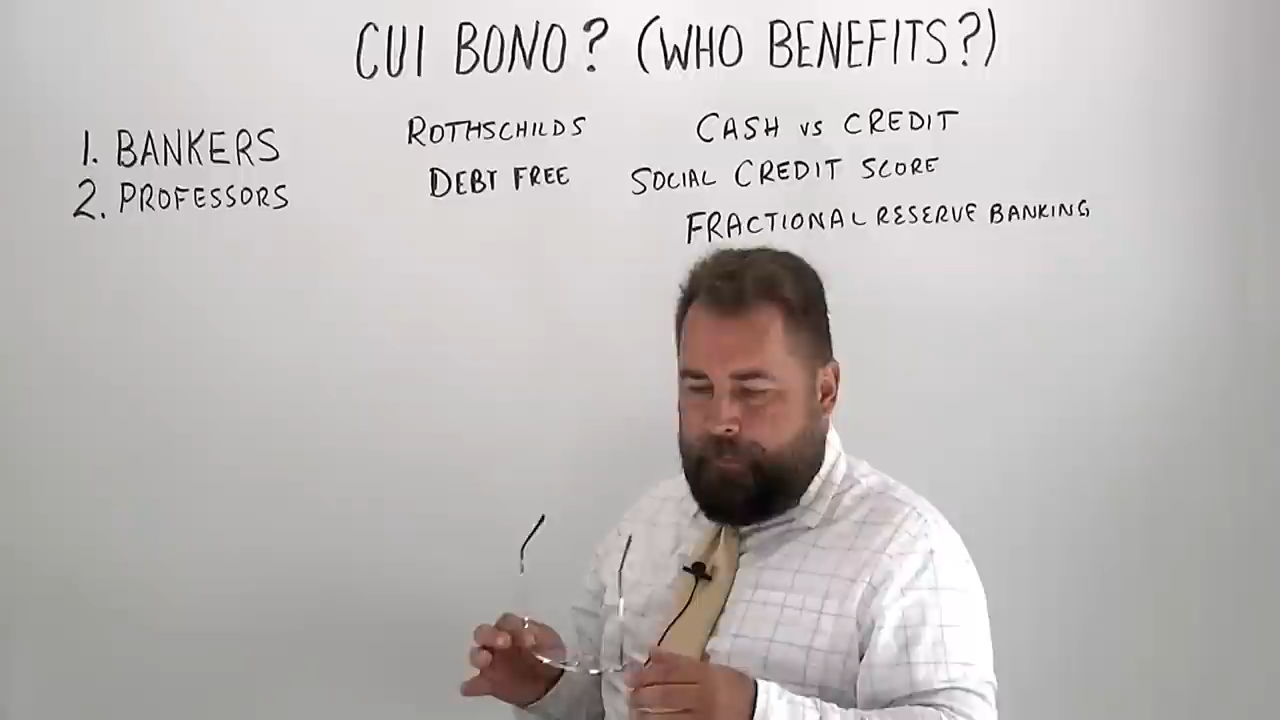 CUI BONO? (WHO BENEFITS?)
1. BANKERS
2. PROFESSORS
ROTHSCHILDS
DEBT FREE
CASH vs CREDIT
SOCIAL CREDIT SCORE
FRACTIONAL RESERVE BANKING